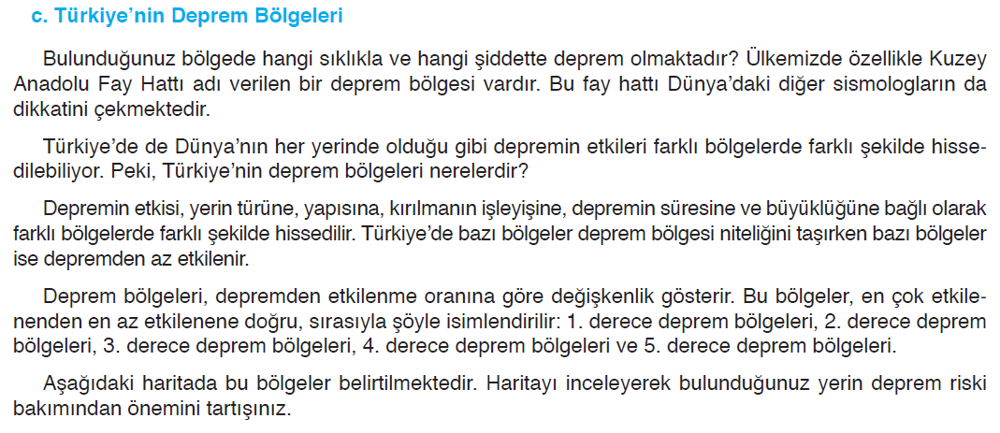 c. Türkiye’nin Deprem Bölgeleri
Bulunduğunuz bölgede hangi sıklıkla ve hangi şiddette deprem olmaktadır? Ülkemizde özellikle Kuzey
Anadolu Fay Hattı adı verilen bir deprem bölgesi vardır. Bu fay hattı Dünya’daki diğer sismologların da
dikkatini çekmektedir.
Türkiye’de de Dünya’nın her yerinde olduğu gibi depremin etkileri farklı bölgelerde farklı şekilde hisse-
dilebiliyor. Peki, Türkiye’nin deprem bölgeleri nerelerdir?
Depremin etkisi, yerin türüne, yapısına, kırılmanın işleyişine, depremin süresine ve büyüklüğüne bağlı olarak
farklı bölgelerde farklı şekilde hissedilir. Türkiye’de bazı bölgeler deprem bölgesi niteliğini taşırken bazı bölgeler
ise depremden az etkilenir.
Deprem bölgeleri, depremden etkilenme oranına göre değişkenlik gösterir. Bu bölgeler, en çok etkile-
nenden en az etkilenene doğru, sırasıyla şöyle isimlendirilir: 1. derece deprem bölgeleri, 2. derece deprem
bölgeleri, 3. derece deprem bölgeleri, 4. derece deprem bölgeleri ve 5. derece deprem bölgeleri.
Aşağıdaki haritada bu bölgeler belirtilmektedir. Haritayı inceleyerek bulunduğunuz yerin deprem riski
bakımından önemini tartışınız.